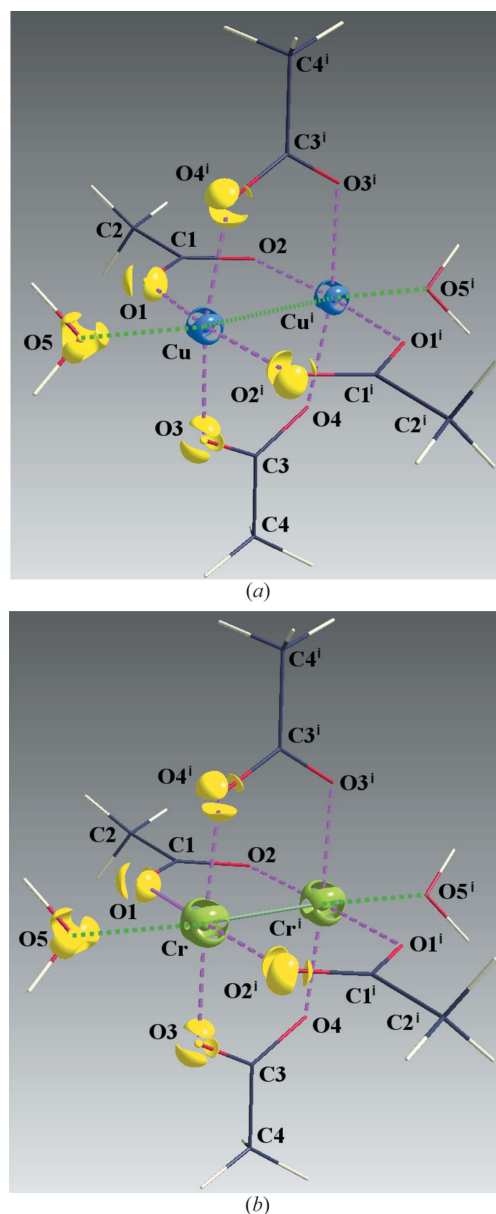 C4ⁱ
C3ⁱ
O4ⁱ
O3ⁱ
C2
C1
O2
O1
O5ⁱ
O5
Cuⁱ
Cu
O1ⁱ
O2ⁱ
C1ⁱ
O3
O4
C2ⁱ
C3
C4
(a)
C4ⁱ
C3ⁱ
O4ⁱ
O3ⁱ
C2
C1
O2
O1
O5ⁱ
O5
Crⁱ
Cr
O1ⁱ
O2ⁱ
C1ⁱ
O3
O4
C2ⁱ
C3
C4
(b)